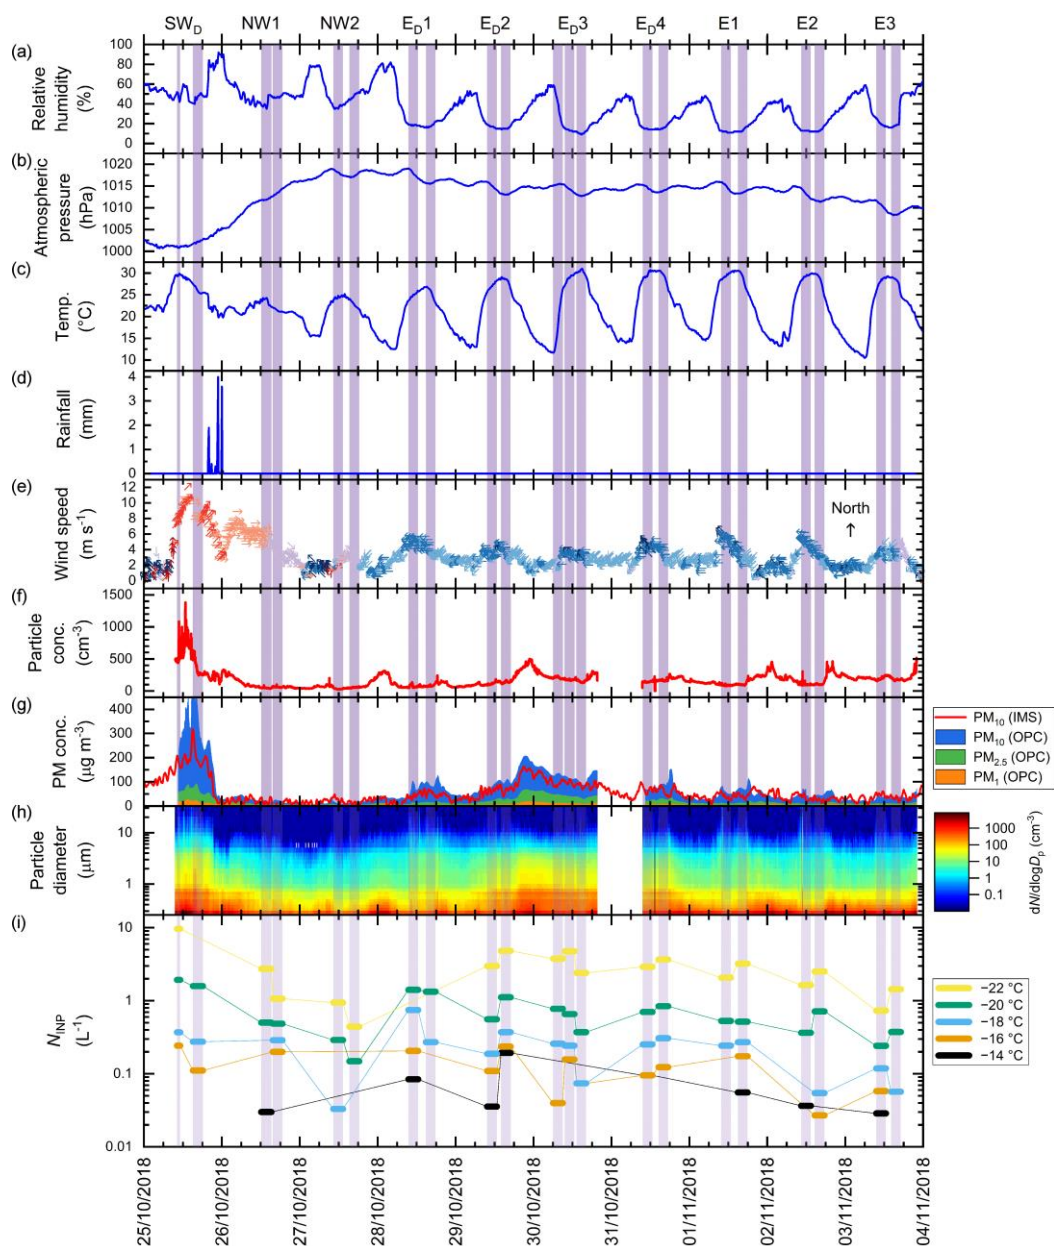 SW_D NW1 NW2 E_D1 E_D2 E_D3 E_D4 E1 E2 E3
(a)
Relative
humidity
(%)
100
80
60
40
20
0
(b)
Atmospheric
pressure
(hPa)
1020
1015
1010
1005
1000
(c)
Temp.
(°C)
30
25
20
15
10
(d)
Rainfall
(mm)
4
3
2
1
0
(e)
Wind speed
(m s⁻¹)
12
10
8
6
4
2
0
North
↑
(f)
Particle
conc.
(cm⁻³)
1500
1000
500
0
(g)
PM conc.
(µg m⁻³)
400
300
200
100
0
PM₁₀ (IMS)
PM₁₀ (OPC)
PM₂.₅ (OPC)
PM₁ (OPC)
(h)
Particle
diameter
(µm)
10
1
1000
100
10
1
0.1
dN/dlogDₚ (cm⁻³)
(i)
N_INP
(L⁻¹)
10
1
0.1
0.01
−22 °C
−20 °C
−18 °C
−16 °C
−14 °C
25/10/2018
26/10/2018
27/10/2018
28/10/2018
29/10/2018
30/10/2018
31/10/2018
01/11/2018
02/11/2018
03/11/2018
04/11/2018